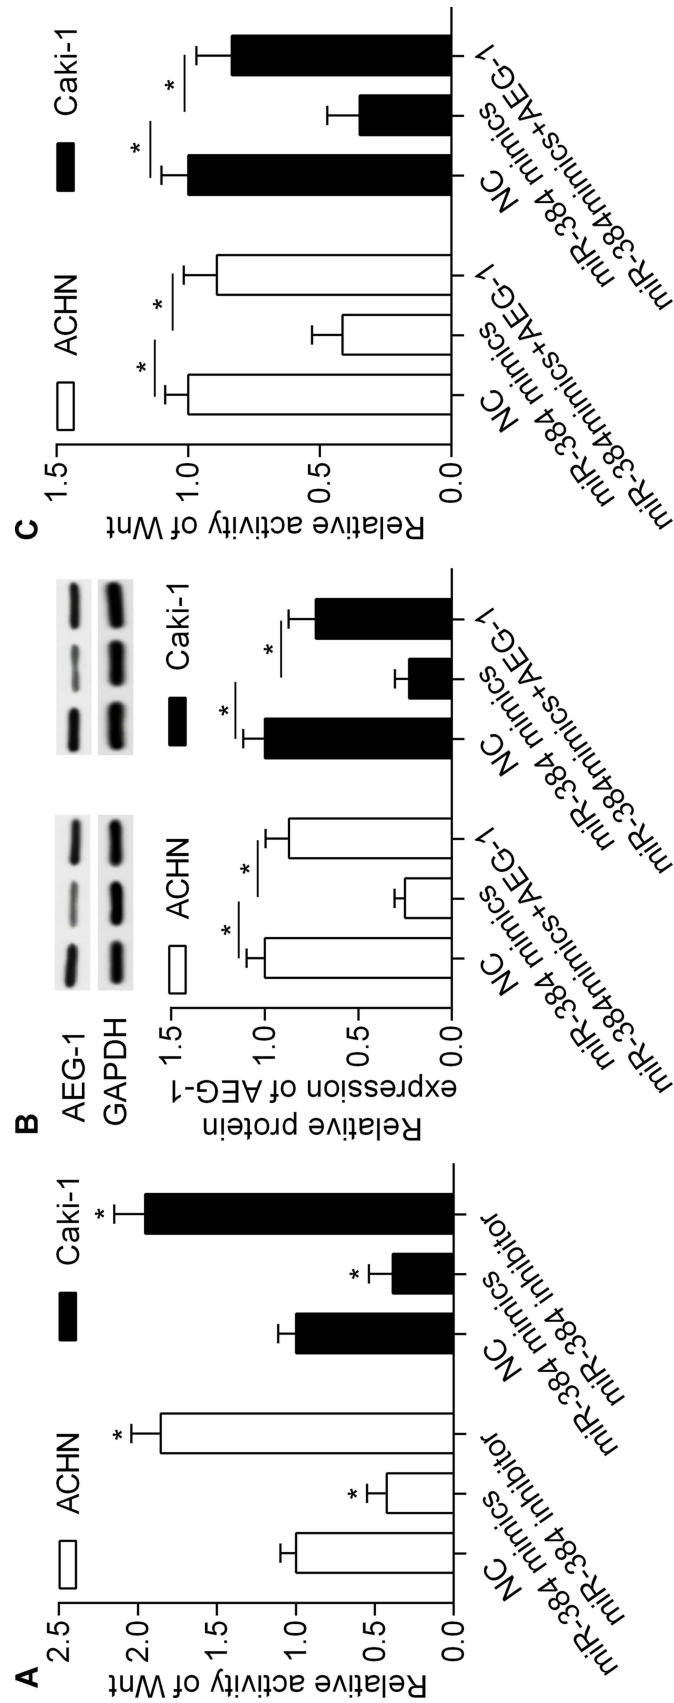 A
ACHN
Caki-1
Relative activity of Wnt
2.5
2.0
1.5
1.0
0.5
0.0
*
*
*
*
NC
miR-384 mimics
miR-384 inhibitor
NC
miR-384 mimics
miR-384 inhibitor
B
AEG-1
GAPDH
ACHN
Caki-1
Relative protein
expression of AEG-1
1.5
1.0
0.5
0.0
*
*
*
*
NC
miR-384 mimics
miR-384mimics+AEG-1
NC
miR-384 mimics
miR-384mimics+AEG-1
C
ACHN
Caki-1
Relative activity of Wnt
1.5
1.0
0.5
0.0
*
*
*
*
NC
miR-384 mimics
miR-384mimics+AEG-1
NC
miR-384 mimics
miR-384mimics+AEG-1